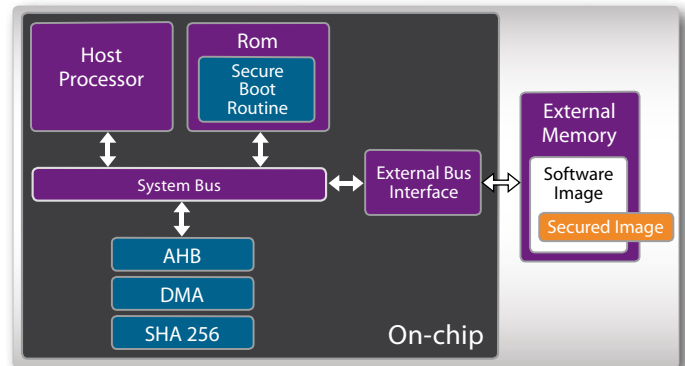 Host
Processor
Rom
Secure
Boot
Routine
External
Memory
System Bus
External Bus
Interface
Software
Image
Secured Image
AHB
DMA
SHA 256
On-chip